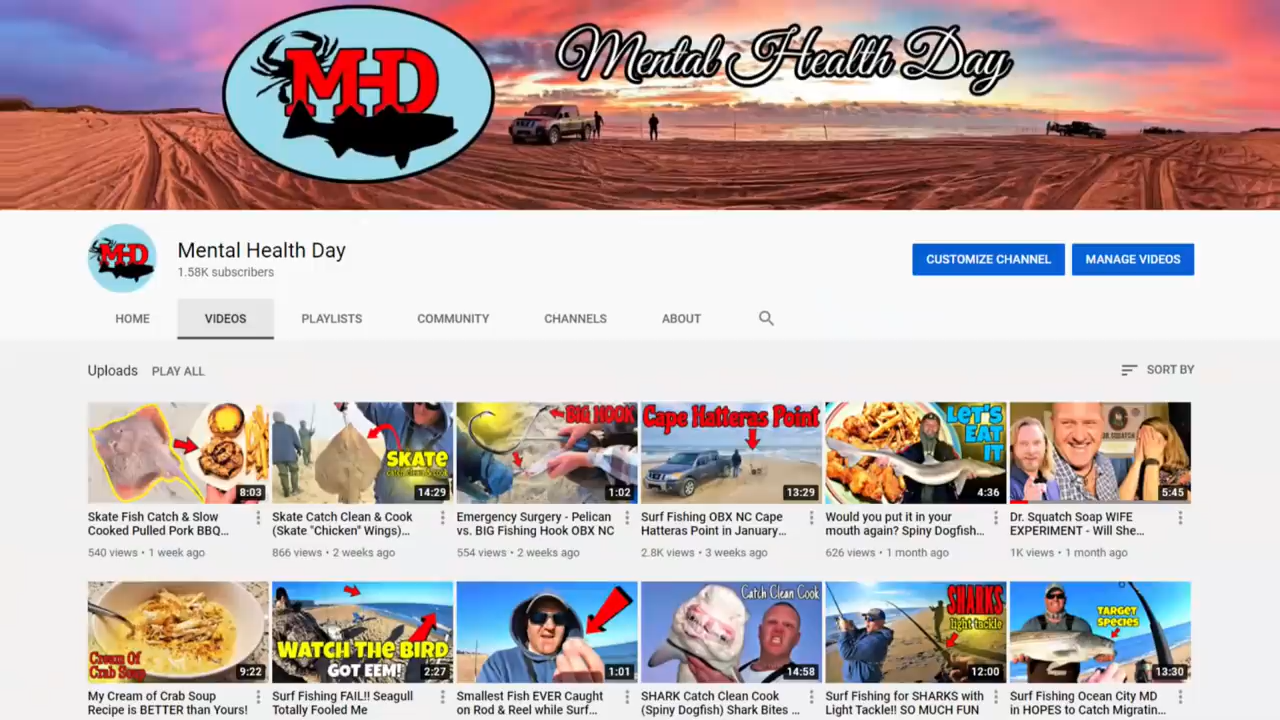 MHD
Mental Health Day
MHD
Mental Health Day
1.58K subscribers
CUSTOMIZE CHANNEL
MANAGE VIDEOS
HOME
VIDEOS
PLAYLISTS
COMMUNITY
CHANNELS
ABOUT
Uploads
PLAY ALL
SORT BY
8:03
SKATE
catch clean & cook
14:29
BIG HOOK
1:02
Cape Hatteras Point
13:29
LET'S
EAT
IT
4:36
DR. SQUATCH
5:45
Skate Fish Catch & Slow
Cooked Pulled Pork BBQ...
540 views • 1 week ago
Skate Catch Clean & Cook
(Skate "Chicken" Wings)...
866 views • 2 weeks ago
Emergency Surgery - Pelican
vs. BIG Fishing Hook OBX NC
554 views • 2 weeks ago
Surf Fishing OBX NC Cape
Hatteras Point in January...
2.8K views • 3 weeks ago
Would you put it in your
mouth again? Spiny Dogfish...
626 views • 1 month ago
Dr. Squatch Soap WIFE
EXPERIMENT - Will She...
1K views • 1 month ago
Cream Of
Crab Soup
9:22
WATCH THE BIRD
GOT EEM!
2:27
1:01
Catch Clean Cook
14:58
SHARKS
light tackle
12:00
TARGET
SPECIES
13:30
My Cream of Crab Soup
Recipe is BETTER than Yours!
Surf Fishing FAIL!! Seagull
Totally Fooled Me
Smallest Fish EVER Caught
on Rod & Reel while Surf...
SHARK Catch Clean Cook
(Spiny Dogfish) Shark Bites ...
Surf Fishing for SHARKS with
Light Tackle!! SO MUCH FUN
Surf Fishing Ocean City MD
in HOPES to Catch Migratin...